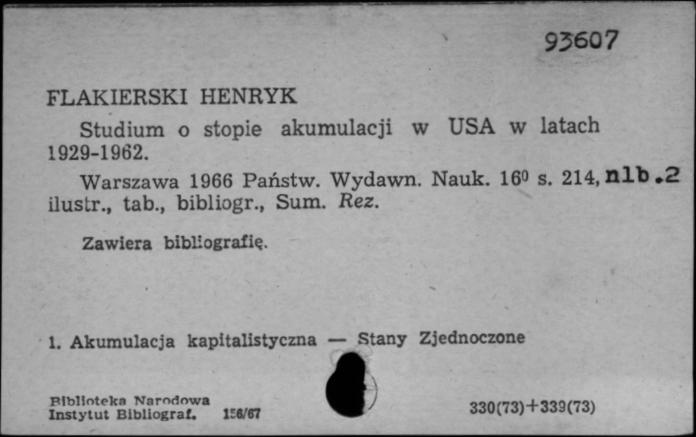 93607
FLAKIERSKI HENRYK
Studium o stopie akumulacji w USA w latach
1929-1962.
Warszawa 1966 Państw. Wydawn. Nauk. 16⁰ s. 214, nlb.2
ilustr., tab., bibliogr., Sum. Rez.
Zawiera bibliografię.
1. Akumulacja kapitalistyczna — Stany Zjednoczone
Biblioteka Narodowa
Instytut Bibliograf. 156/67
330(73)+339(73)